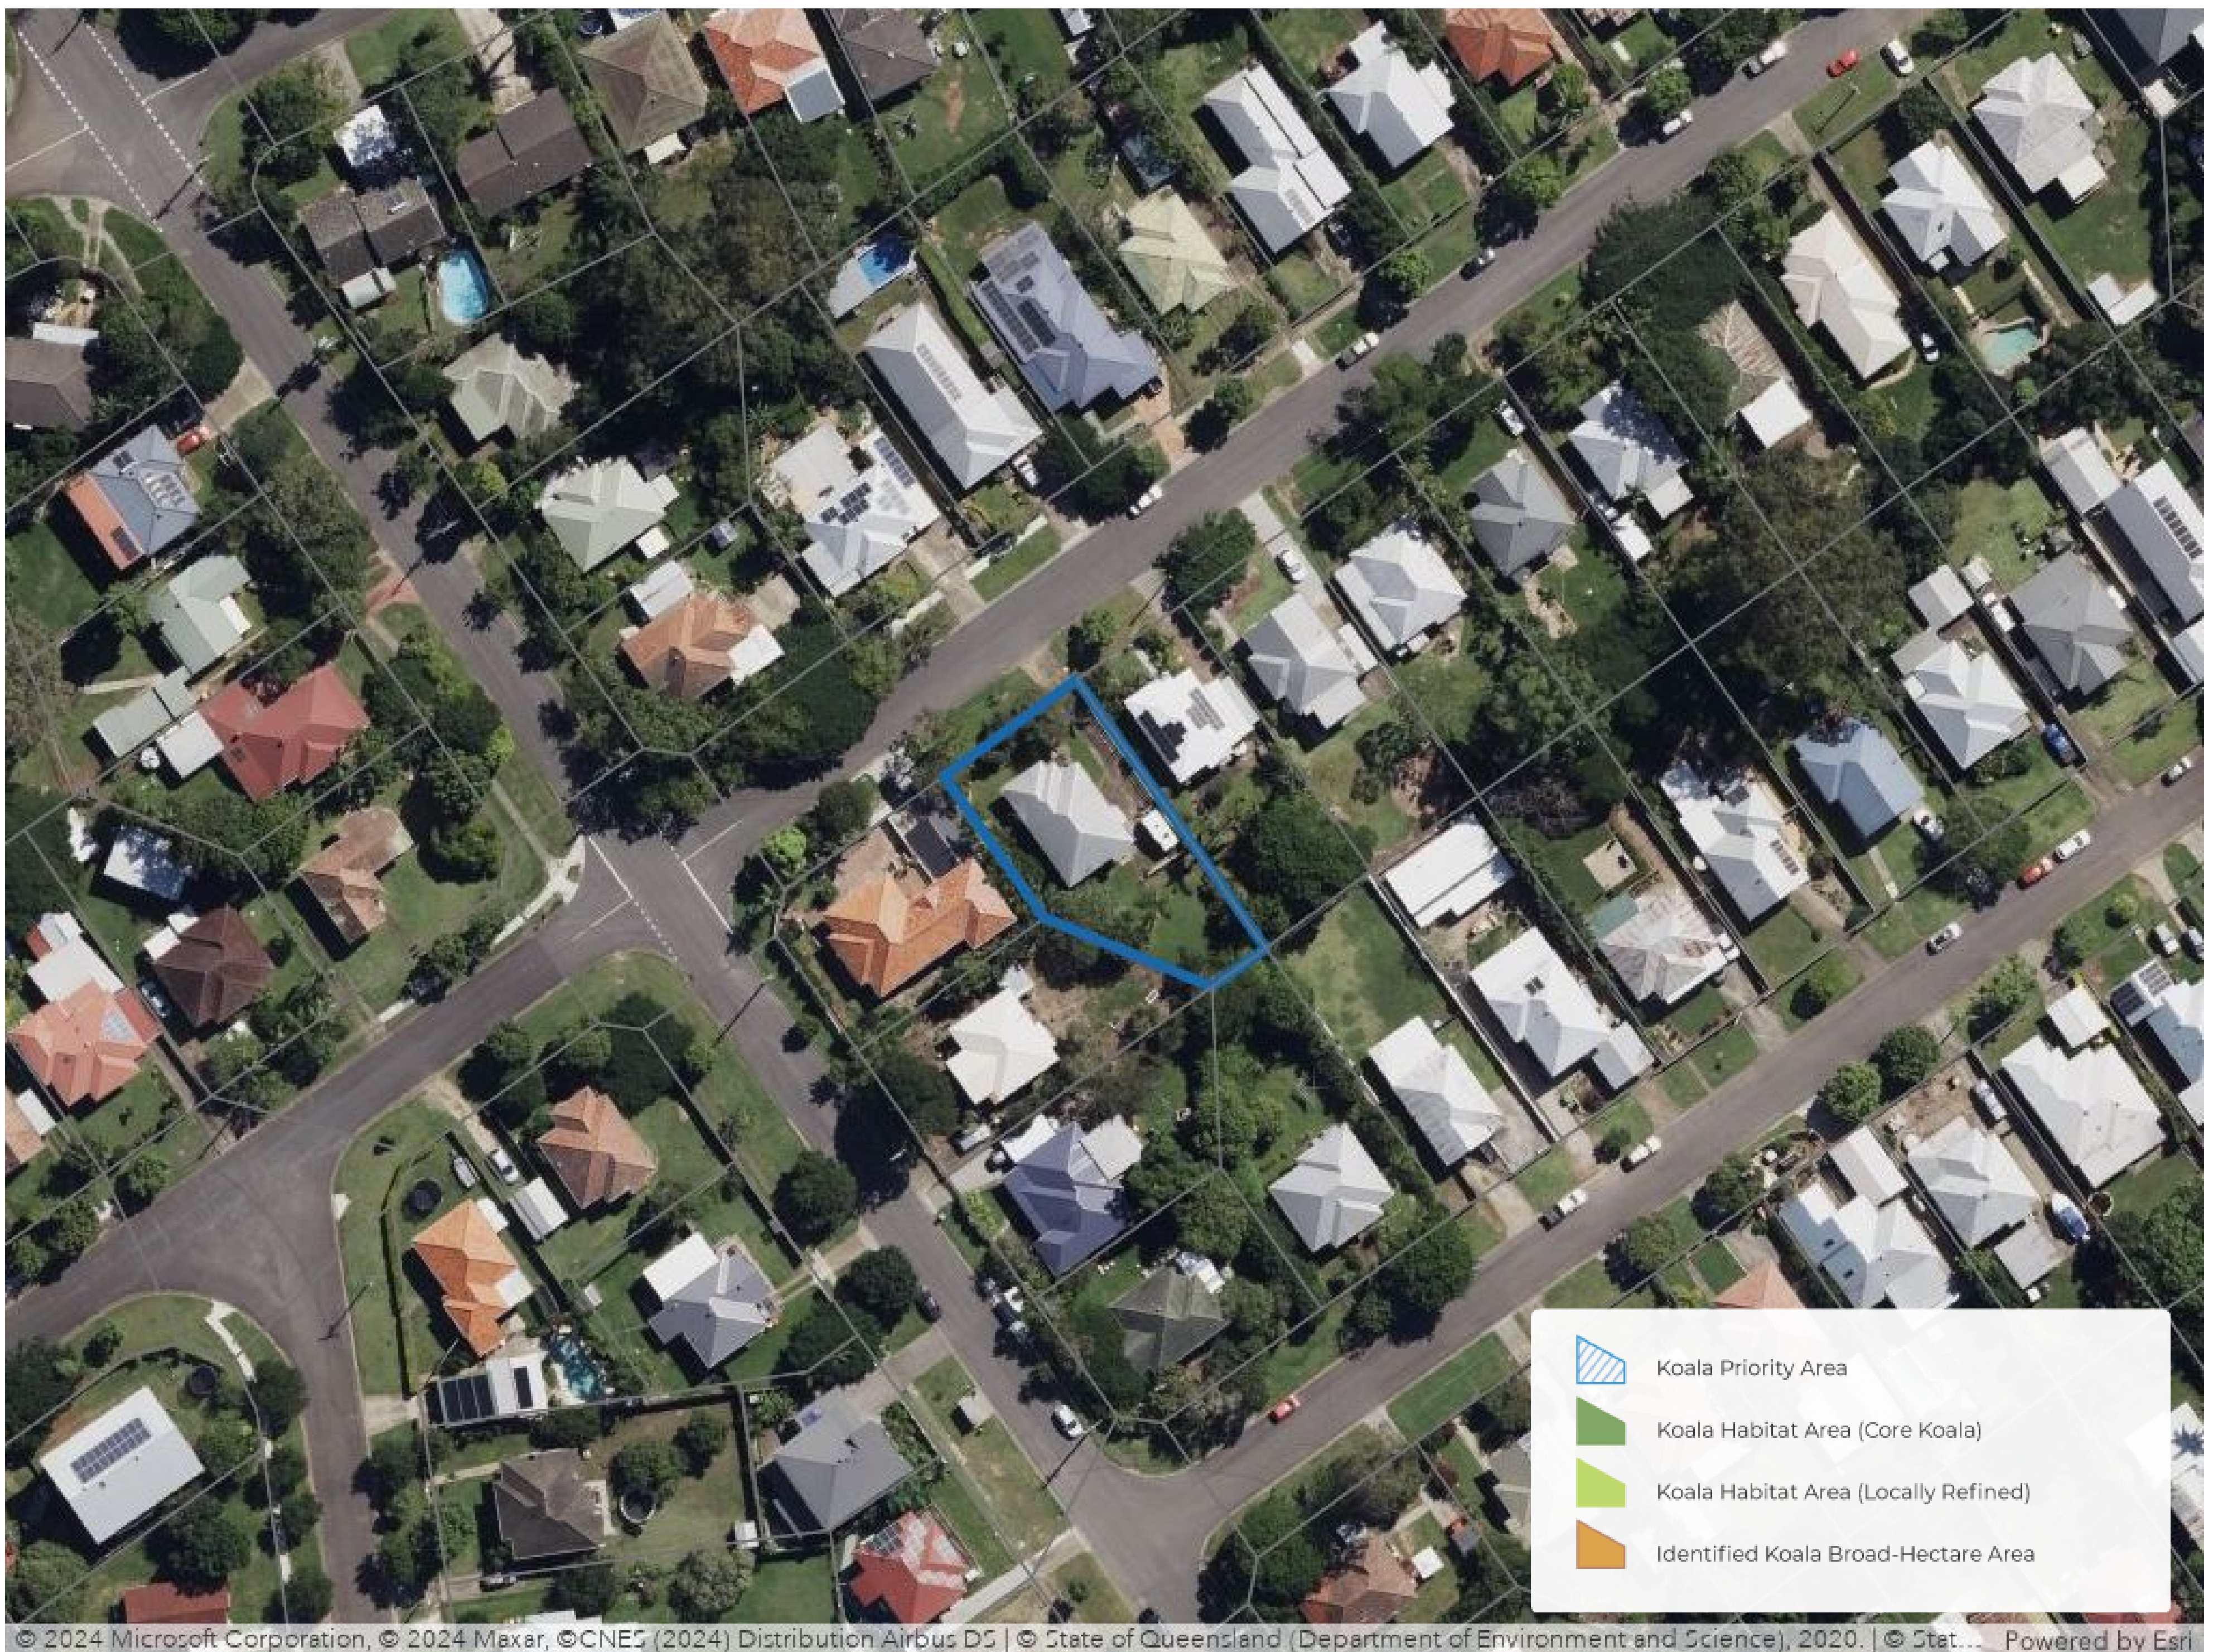 Koala Priority Area
Koala Habitat Area (Core Koala)
Koala Habitat Area (Locally Refined)
Identified Koala Broad-Hectare Area
© 2024 Microsoft Corporation, © 2024 Maxar, ©CNES (2024) Distribution Airbus DS | © State of Queensland (Department of Environment and Science), 2020. | © Stat... Powered by Esri